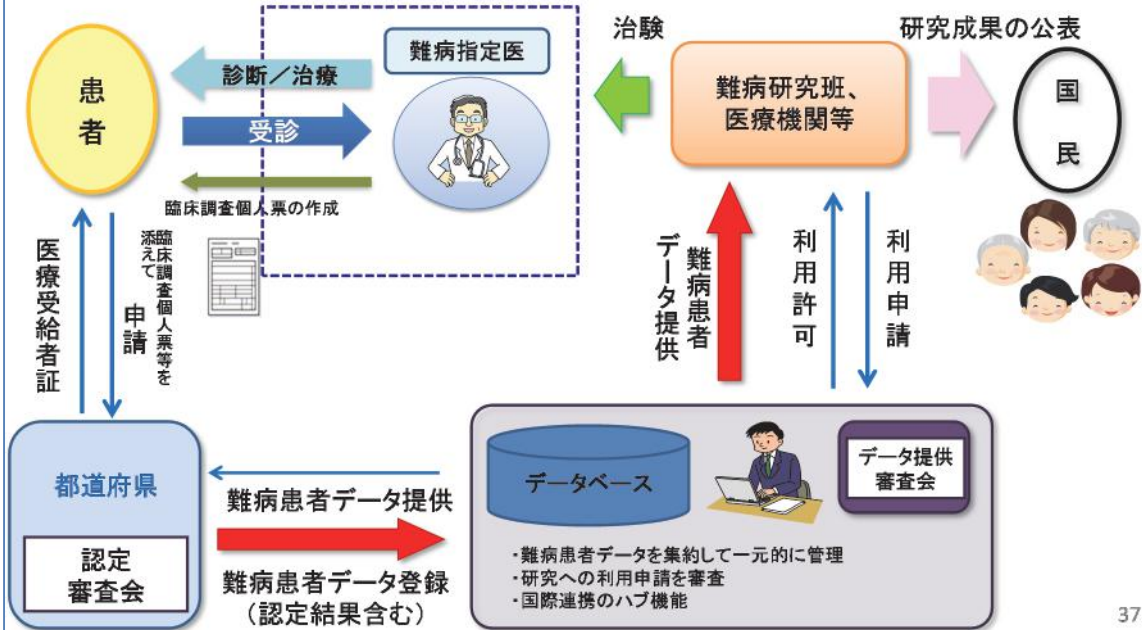 患者
診断／治療
受診
臨床調査個人票の作成
難病指定医
治験
難病研究班、
医療機関等
研究成果の公表
国民
医療受給者証
臨床調査個人票等を
添えて
申請
難病患者
データ提供
利用許可
利用申請
都道府県
認定
審査会
難病患者データ提供
難病患者データ登録
（認定結果含む）
データベース
データ提供
審査会
・難病患者データを集約して一元的に管理
・研究への利用申請を審査
・国際連携のハブ機能
37